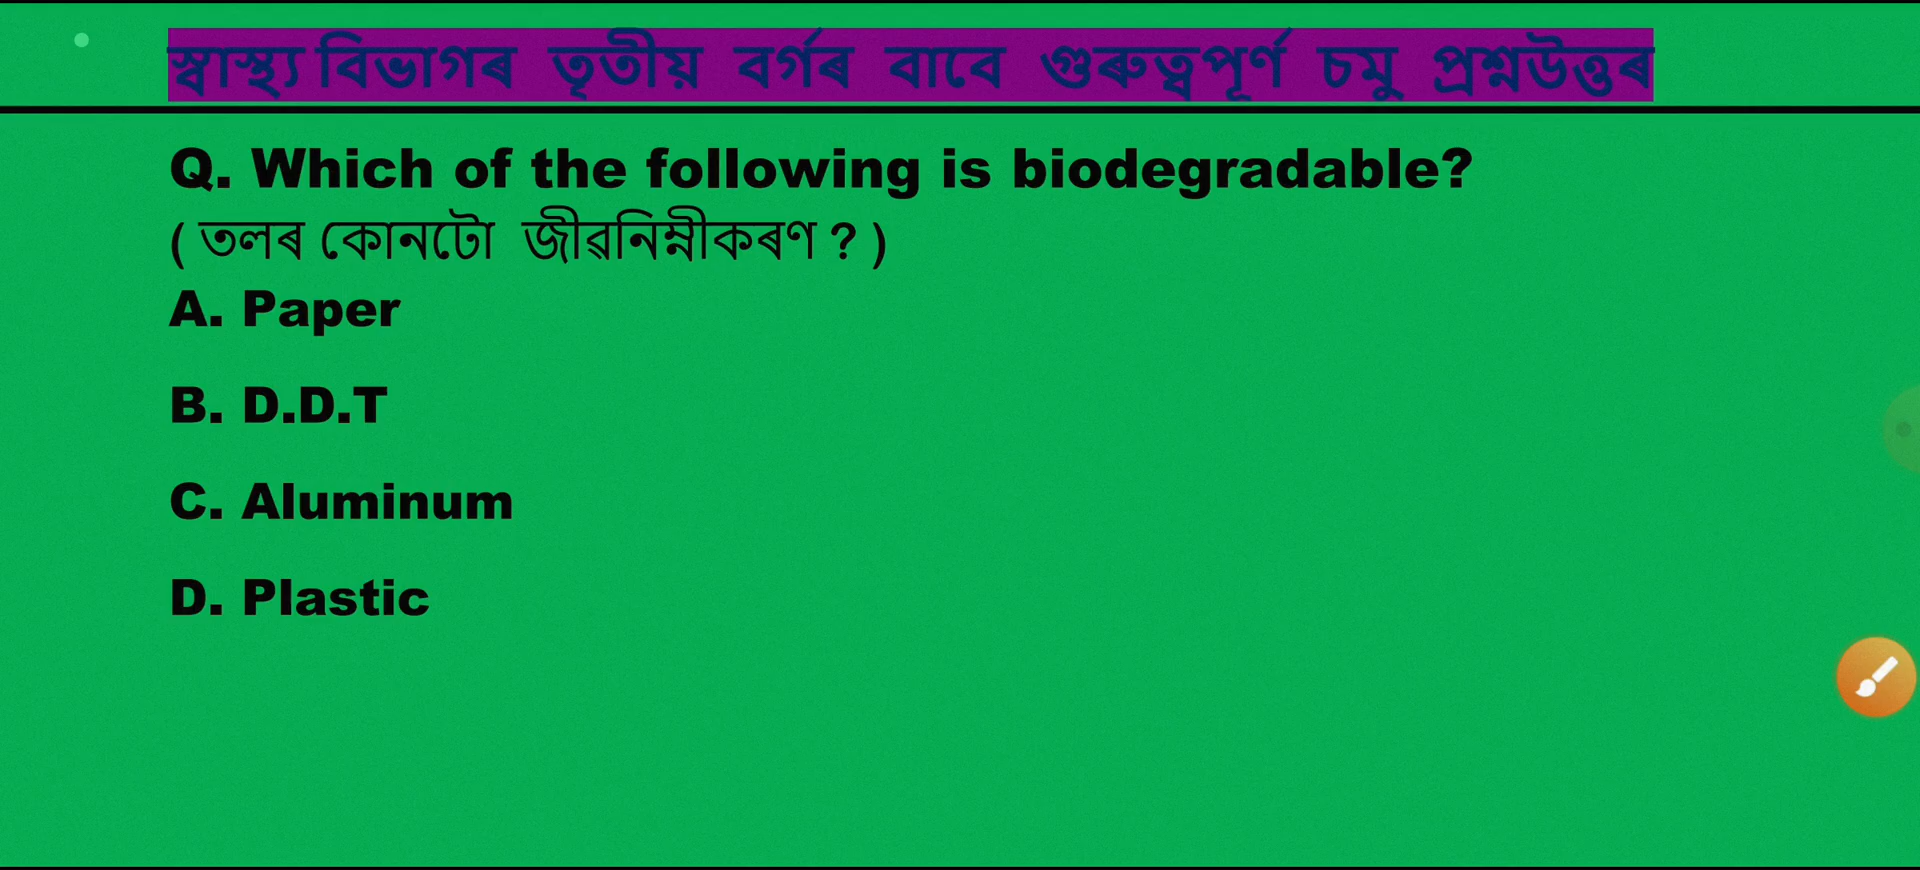 স্বাস্থ্য বিভাগৰ তৃতীয় বৰ্গৰ বাবে গুৰুত্বপূৰ্ণ চমু প্ৰশ্নউত্তৰ
Q. Which of the following is biodegradable?
( তলৰ কোনটো জীৱনিম্নীকৰণ ? )
A. Paper
B. D.D.T
C. Aluminum
D. Plastic